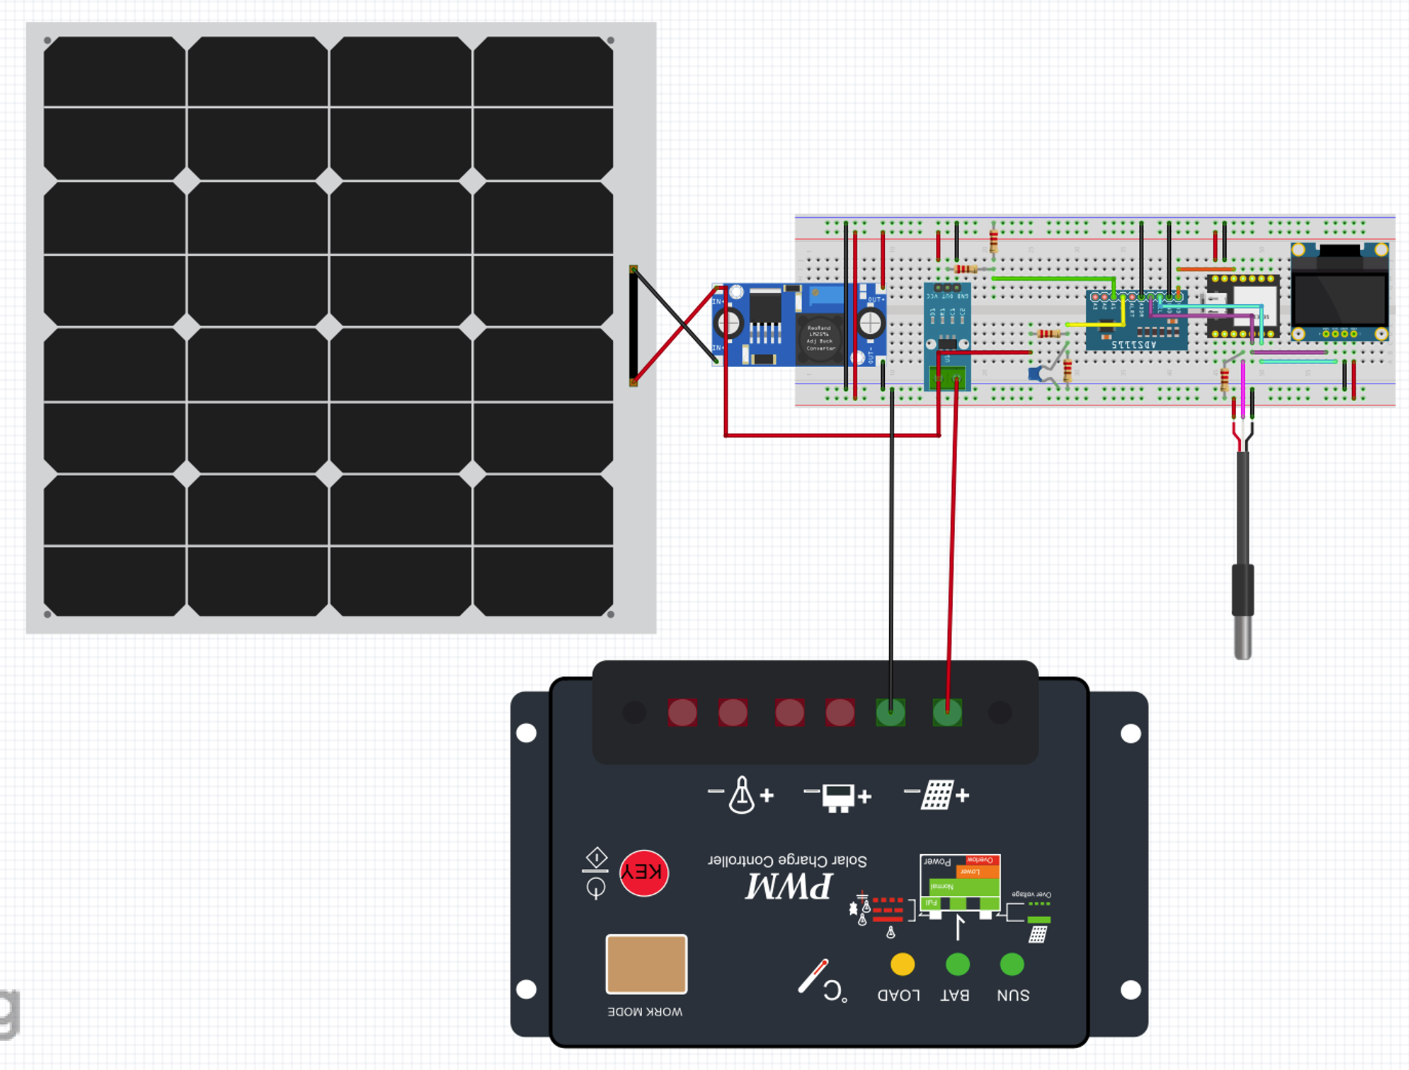 IN+
OUT+
VCC OUT GND
RoaRand
LM2596
Adj Buck
Converter
IN-
OUT-
ADS1115
KEY
Solar Charge Controller
PWM
Power
Overlow
Lower
Normal
Full
Over voltage
°C
LOAD
BAT
SUN
WORK MODE
g